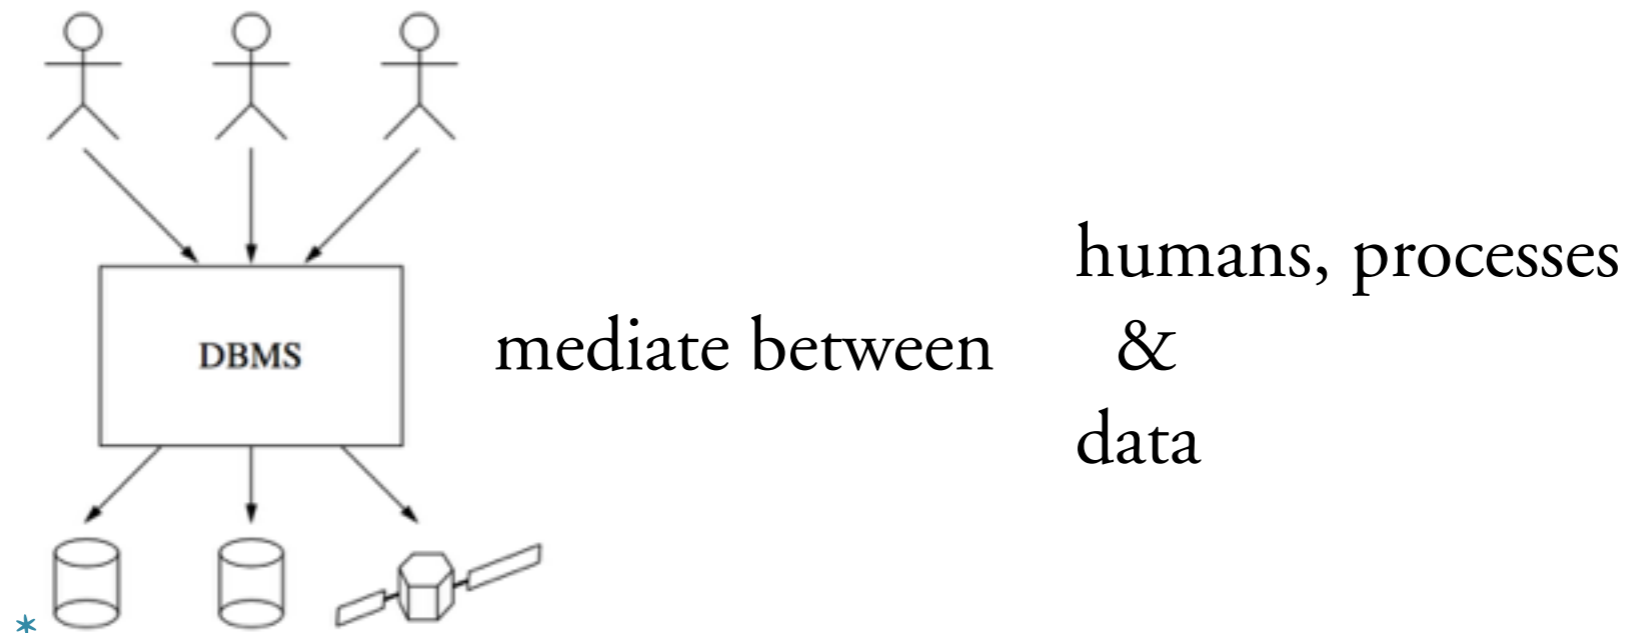 DBMS
mediate between
humans, processes
&
data
*